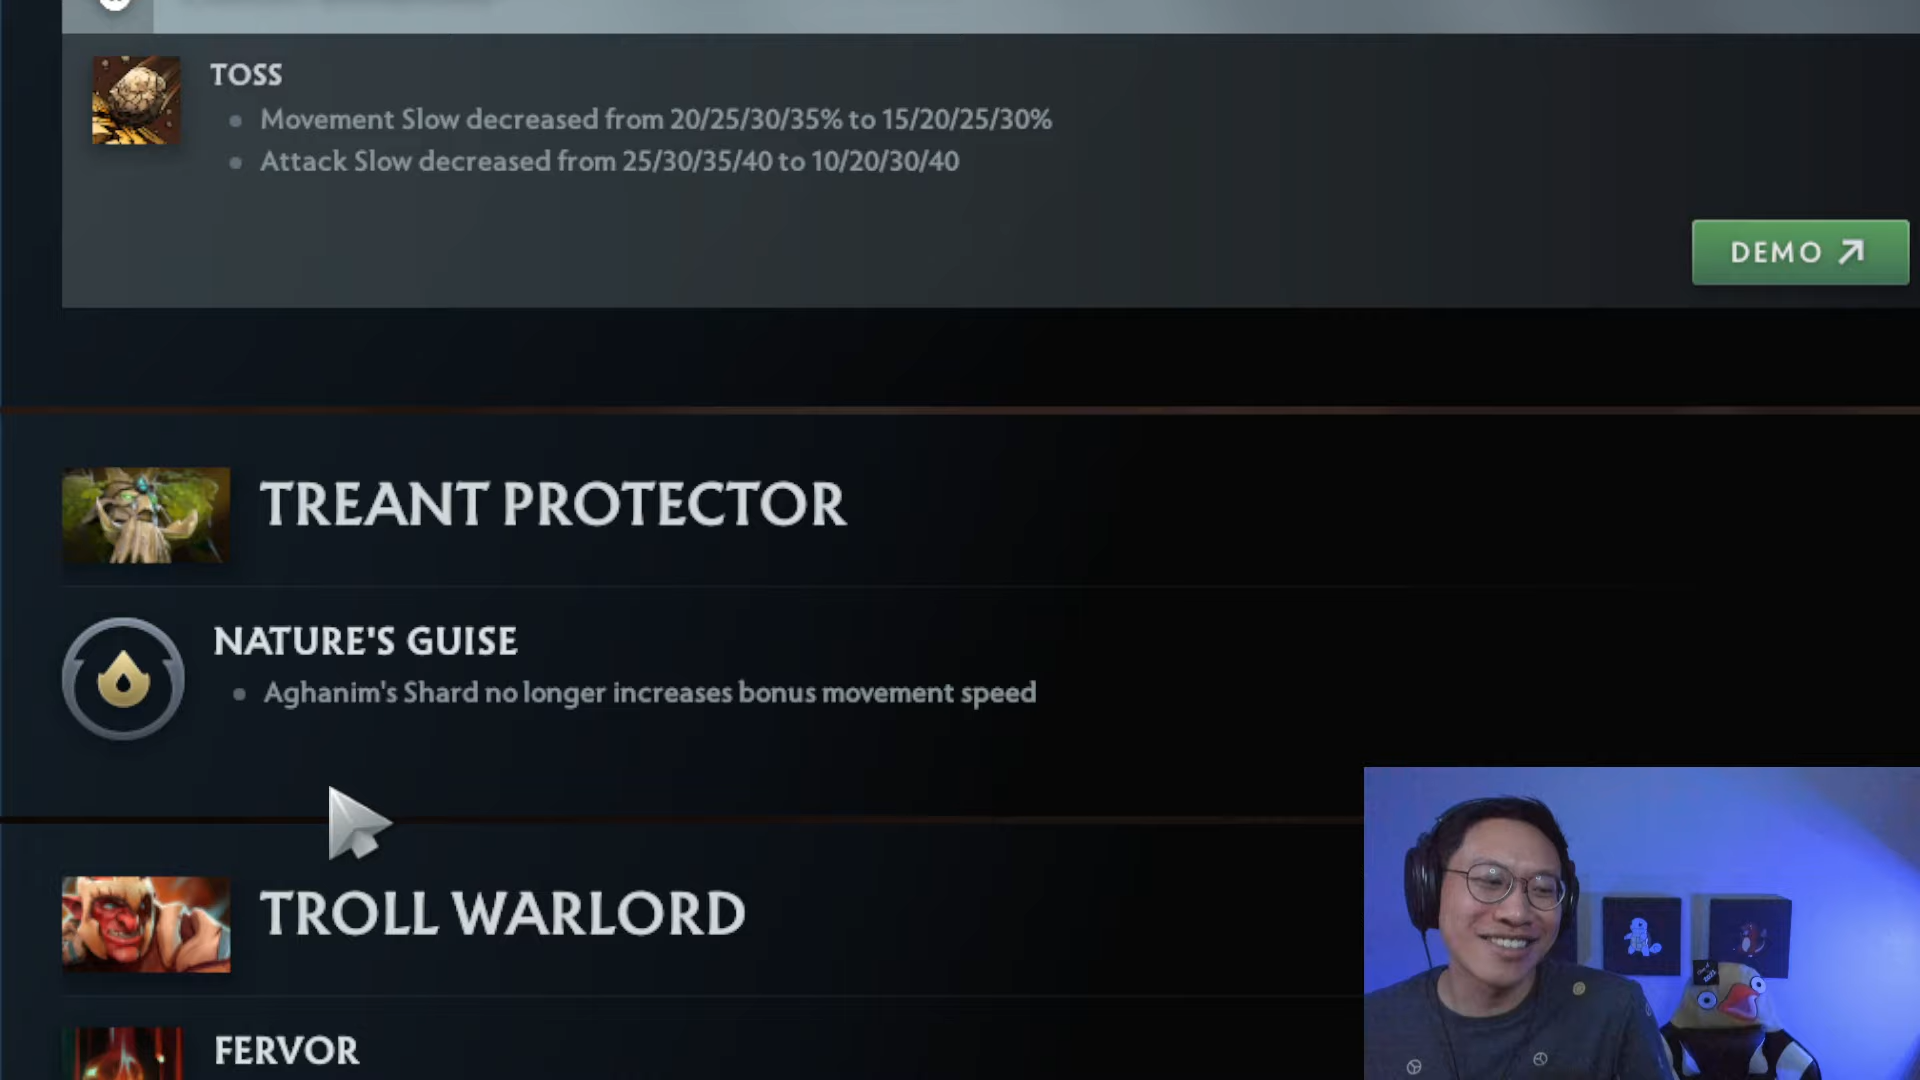 TOSS
Movement Slow decreased from 20/25/30/35% to 15/20/25/30%
Attack Slow decreased from 25/30/35/40 to 10/20/30/40
DEMO
TREANT PROTECTOR
NATURE'S GUISE
Aghanim's Shard no longer increases bonus movement speed
TROLL WARLORD
FERVOR